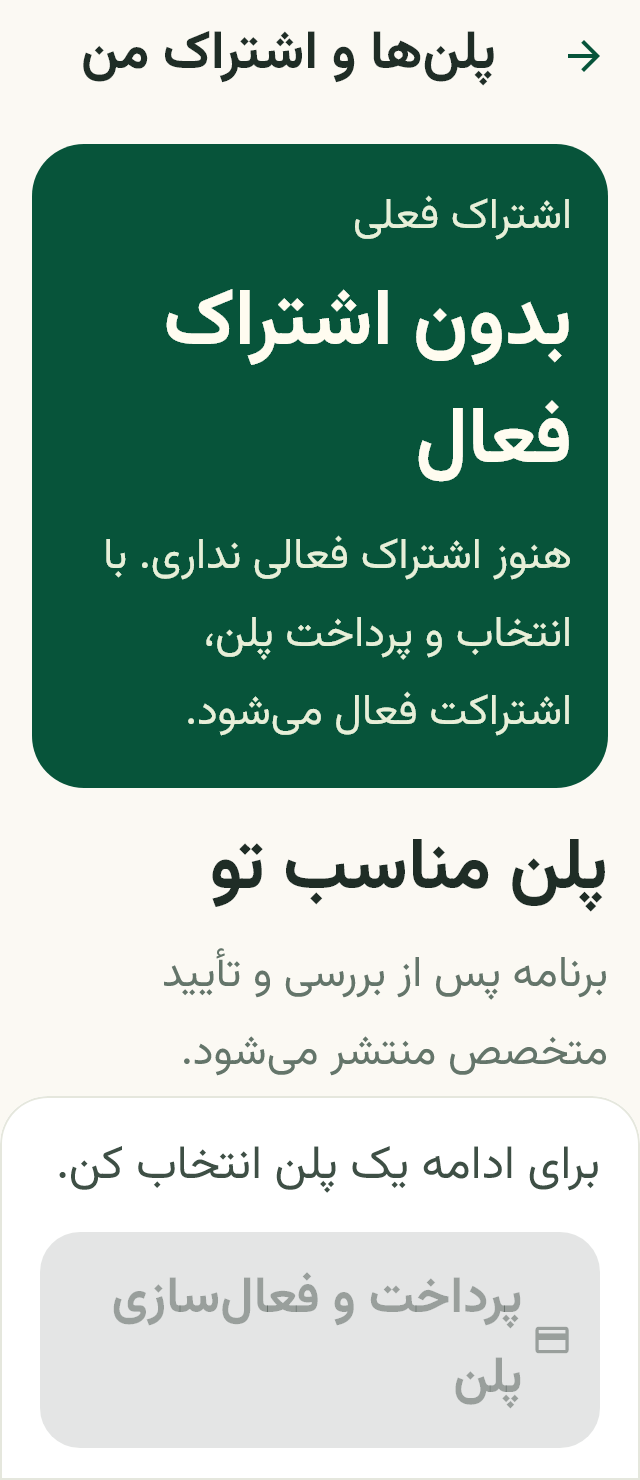 پلن‌ها و اشتراک من
اشتراک فعلی
بدون اشتراک
فعال
هنوز اشتراک فعالی نداری. با
انتخاب و پرداخت پلن،
اشتراکت فعال می‌شود.
پلن مناسب تو
برنامه پس از بررسی و تأیید
متخصص منتشر می‌شود.
برای ادامه یک پلن انتخاب کن.
پرداخت و فعال‌سازی
پلن